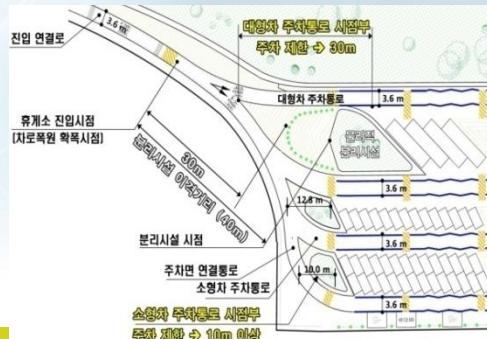 대형차 주차통로 시점부
주차 제한 → 30m
3.6 m
진입 연결로
대형차 주차통로
3.6 m
휴게소 진입시점
(차로폭원 확폭시점)
물리적
분리시설
30m
분리시설 이격거리 (40m)
3.6 m
12.8 m
분리시설 시점
3.6 m
주차면 연결통로
소형차 주차통로
10.0 m
소형차 주차통로 시점부
주차 제한 → 10m 이상
3.6 m